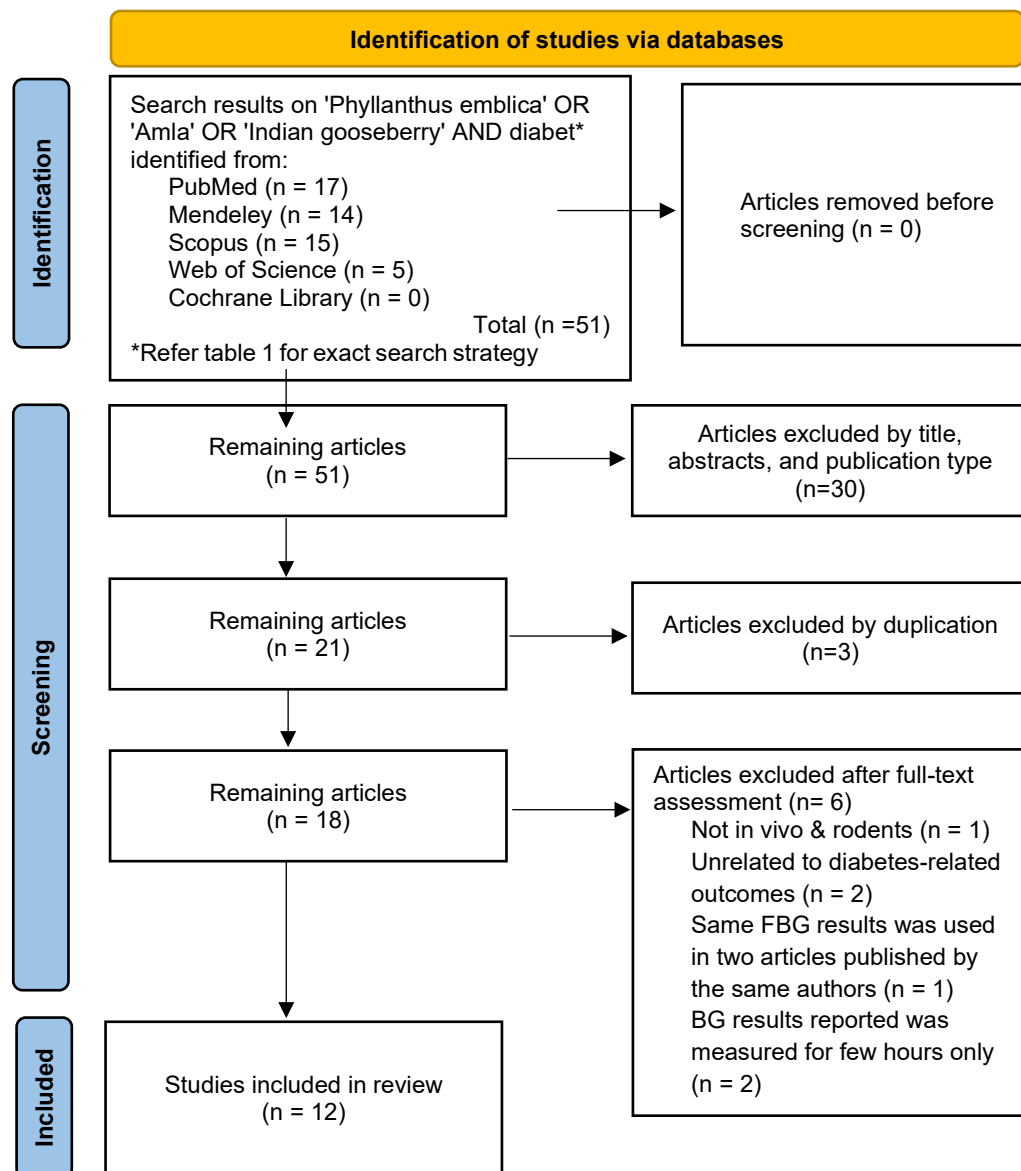 Identification of studies via databases
Identification
Search results on 'Phyllanthus emblica' OR
'Amla' OR 'Indian gooseberry' AND diabet*
identified from:
PubMed (n = 17)
Mendeley (n = 14)
Scopus (n = 15)
Web of Science (n = 5)
Cochrane Library (n = 0)
Total (n =51)
*Refer table 1 for exact search strategy
Articles removed before
screening (n = 0)
Screening
Remaining articles
(n = 51)
Articles excluded by title,
abstracts, and publication type
(n=30)
Remaining articles
(n = 21)
Articles excluded by duplication
(n=3)
Remaining articles
(n = 18)
Articles excluded after full-text
assessment (n= 6)
Not in vivo & rodents (n = 1)
Unrelated to diabetes-related
outcomes (n = 2)
Same FBG results was used
in two articles published by
the same authors (n = 1)
BG results reported was
measured for few hours only
(n = 2)
Included
Studies included in review
(n = 12)